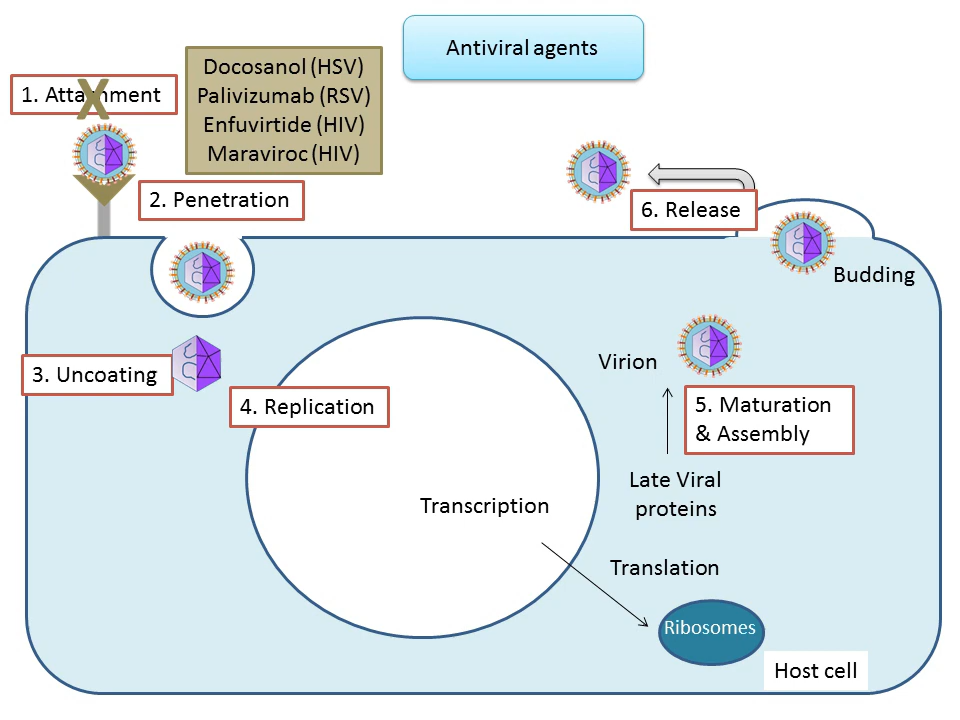 Antiviral agents
Docosanol (HSV)
Palivizumab (RSV)
Enfuvirtide (HIV)
Maraviroc (HIV)
1. Attachment
X
2. Penetration
6. Release
Budding
3. Uncoating
4. Replication
Virion
5. Maturation
& Assembly
Late Viral
proteins
Transcription
Translation
Ribosomes
Host cell